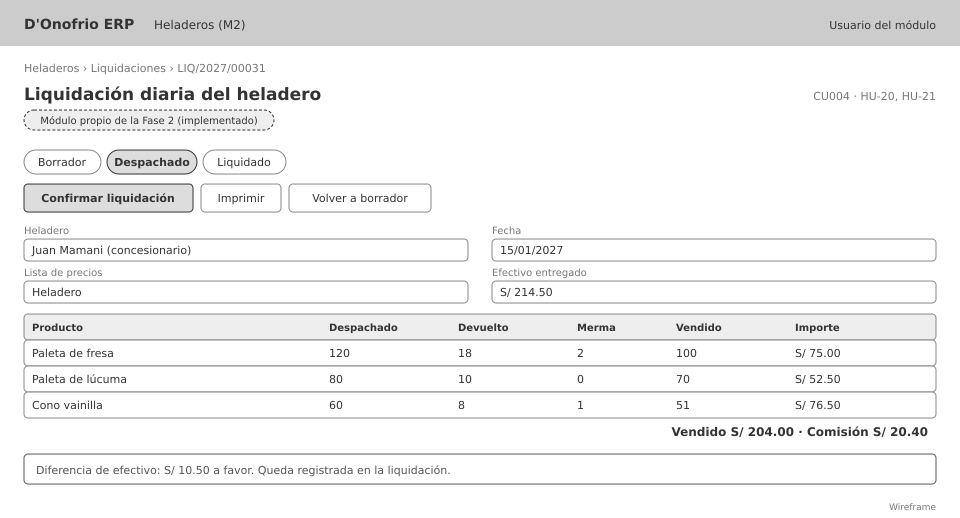 D'Onofrio ERP Heladeros (M2) Usuario del módulo
Heladeros › Liquidaciones › LIQ/2027/00031
Liquidación diaria del heladero CU004 · HU-20, HU-21
Módulo propio de la Fase 2 (implementado)
Borrador Despachado Liquidado
Confirmar liquidación Imprimir Volver a borrador
Heladero Fecha
Juan Mamani (concesionario) 15/01/2027
Lista de precios Efectivo entregado
Heladero S/ 214.50
Producto Despachado Devuelto Merma Vendido Importe
Paleta de fresa 120 18 2 100 S/ 75.00
Paleta de lúcuma 80 10 0 70 S/ 52.50
Cono vainilla 60 8 1 51 S/ 76.50
Vendido S/ 204.00 · Comisión S/ 20.40
Diferencia de efectivo: S/ 10.50 a favor. Queda registrada en la liquidación.
Wireframe